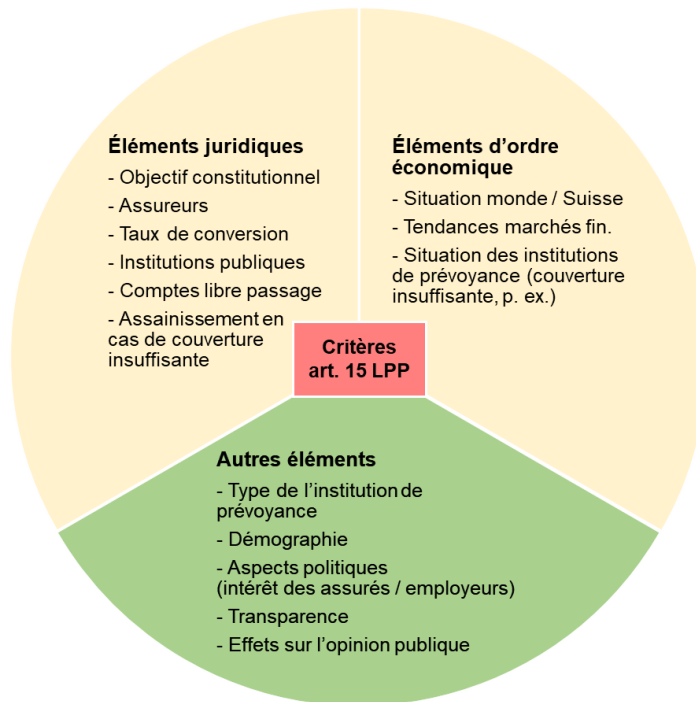 Éléments juridiques
- Objectif constitutionnel
- Assureurs
- Taux de conversion
- Institutions publiques
- Comptes libre passage
- Assainissement en
cas de couverture
insuffisante
Éléments d’ordre
économique
- Situation monde / Suisse
- Tendances marchés fin.
- Situation des institutions
de prévoyance (couverture
insuffisante, p. ex.)
Critères
art. 15 LPP
Autres éléments
- Type de l’institution de
prévoyance
- Démographie
- Aspects politiques
(intérêt des assurés / employeurs)
- Transparence
- Effets sur l’opinion publique